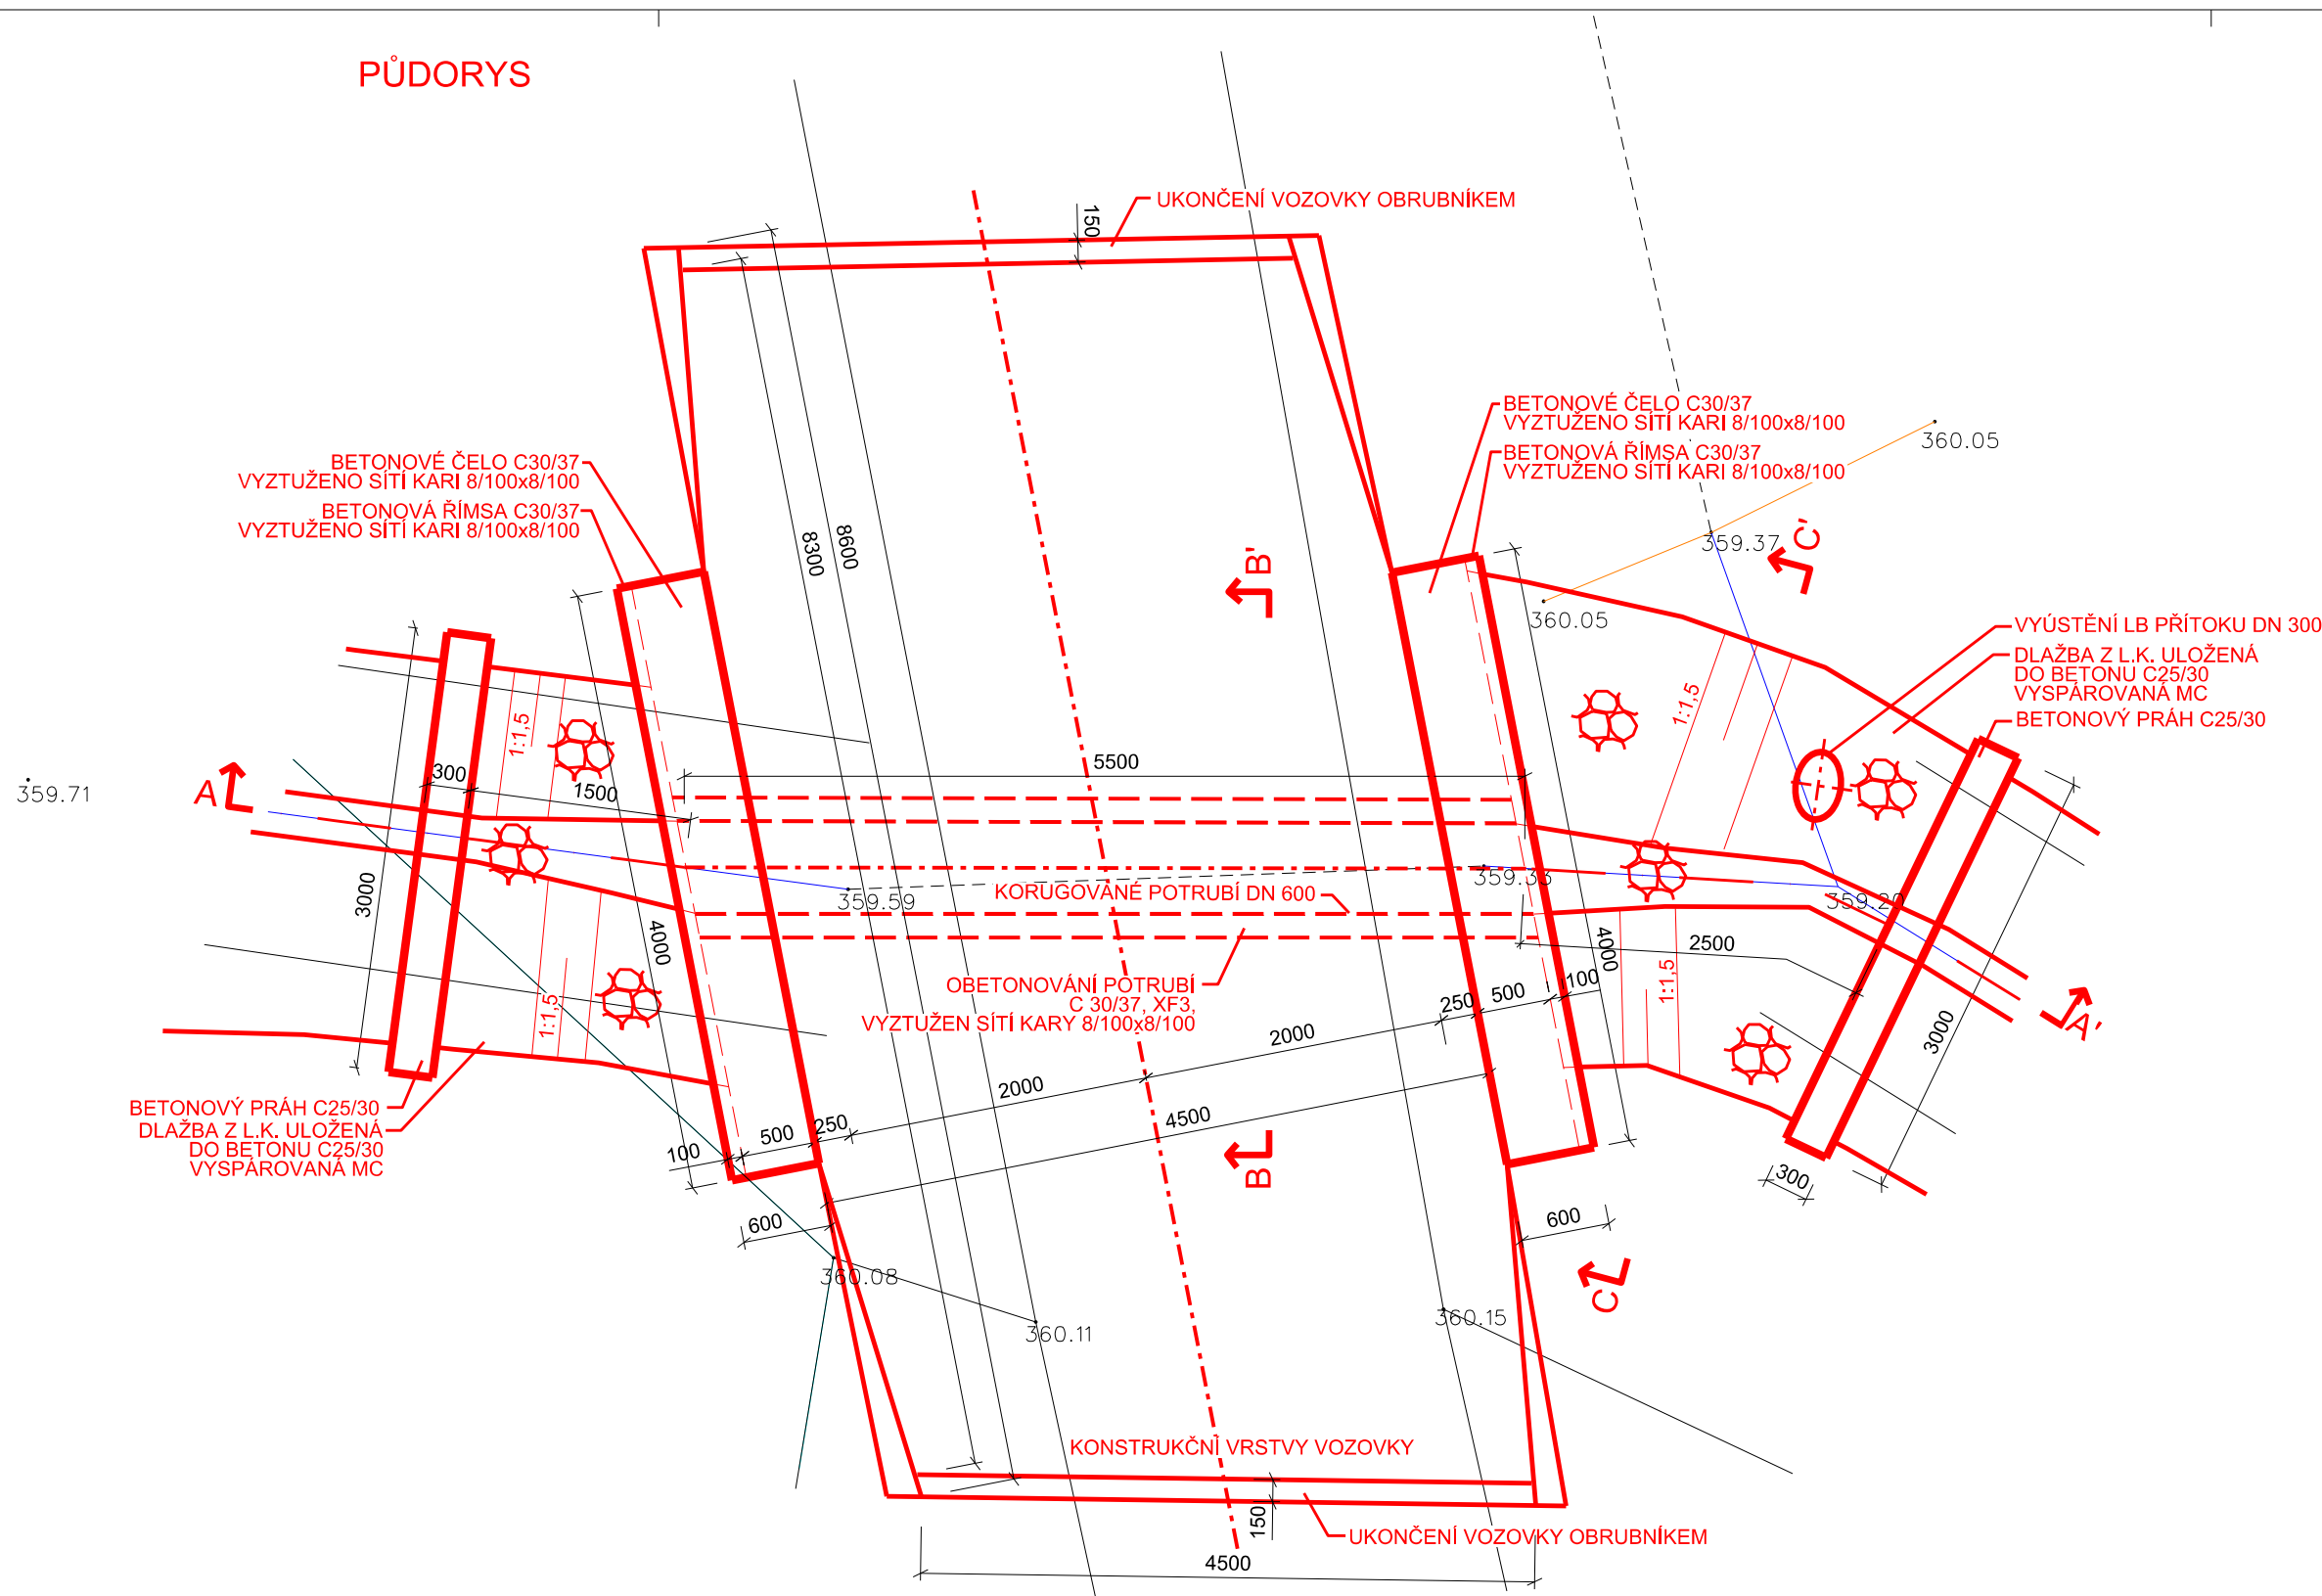 PŮDORYS
UKONČENÍ VOZOVKY OBRUBNÍKEM
150
BETONOVÉ ČELO C30/37
VYZTUŽENO SÍTÍ KARI 8/100x8/100
BETONOVÁ ŘÍMSA C30/37
VYZTUŽENO SÍTÍ KARI 8/100x8/100
360.05
359.37
C'
BETONOVÉ ČELO C30/37
VYZTUŽENO SÍTÍ KARI 8/100x8/100
BETONOVÁ ŘÍMSA C30/37
VYZTUŽENO SÍTÍ KARI 8/100x8/100
8300
8600
B'
360.05
VYÚSTĚNÍ LB PŘÍTOKU DN 300
DLAŽBA Z L.K. ULOŽENÁ
DO BETONU C25/30
VYSPÁROVANÁ MC
BETONOVÝ PRÁH C25/30
1:1,5
1:1,5
359.71
A
300
1500
5500
3000
4000
359.59
KORUGOVANÉ POTRUBÍ DN 600
359.33
359.20
4000
2500
1:1,5
1:1,5
OBETONOVÁNÍ POTRUBÍ
C 30/37, XF3,
VYZTUŽEN SÍTÍ KARY 8/100x8/100
250
500
100
3000
A'
2000
2000
4500
BETONOVÝ PRÁH C25/30
DLAŽBA Z L.K. ULOŽENÁ
DO BETONU C25/30
VYSPÁROVANÁ MC
100
500
250
B
300
600
600
360.08
360.11
360.15
C
KONSTRUKČNÍ VRSTVY VOZOVKY
150
UKONČENÍ VOZOVKY OBRUBNÍKEM
4500